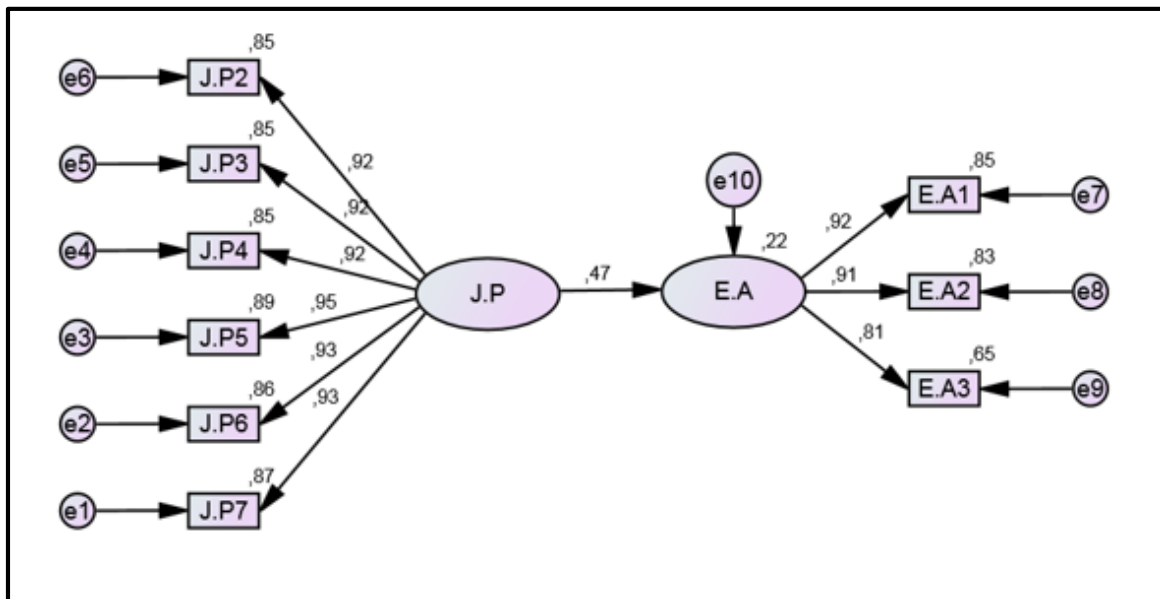 ,85
e6 J.P2
,85
e5 J.P3
,92
,92
,85
e4 J.P4
,92
,89
,95
e3 J.P5
,93
,86
,93
e2 J.P6
,87
e1 J.P7
J.P
,47
e10
,22
E.A
,85
,92
E.A1 e7
,83
,91
E.A2 e8
,81
,65
E.A3 e9